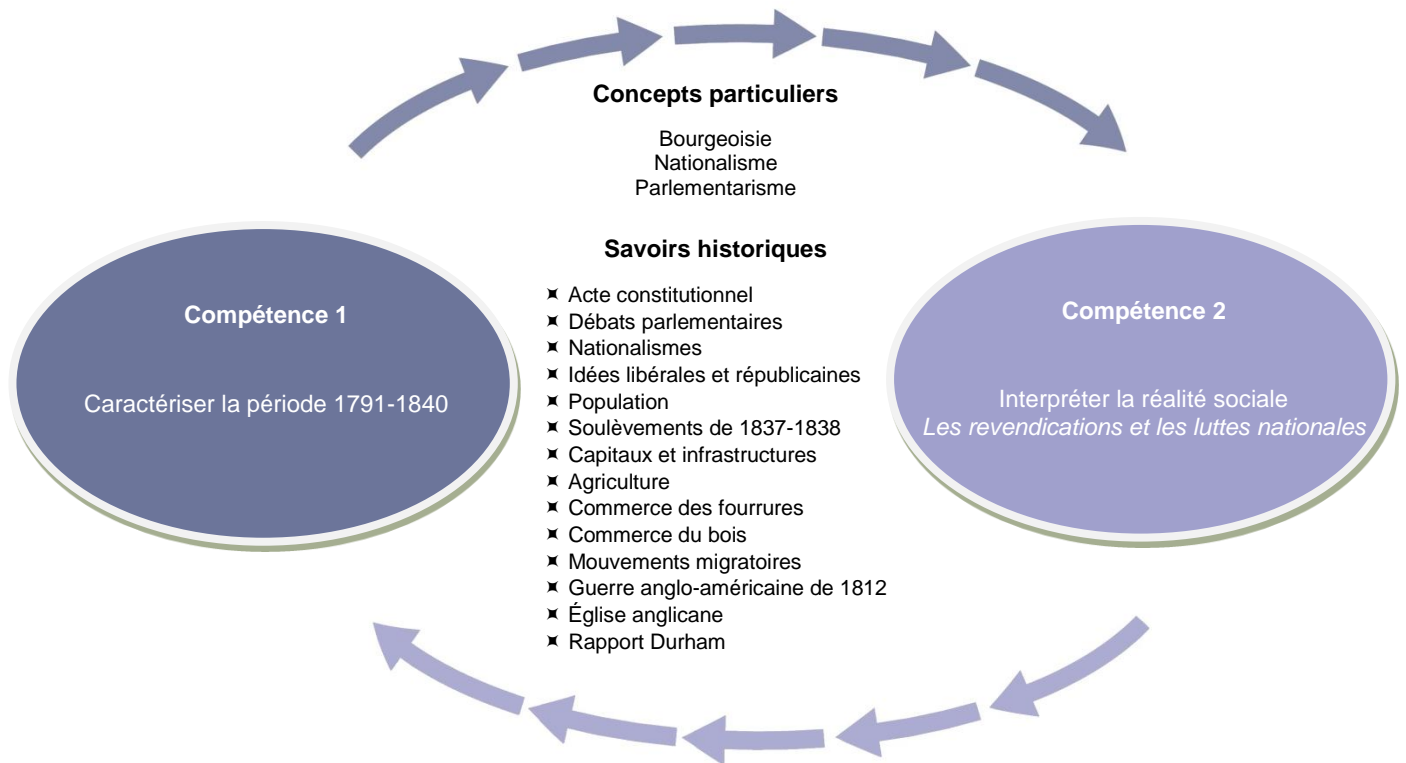 Concepts particuliers
Bourgeoisie
Nationalisme
Parlementarisme
Savoirs historiques
Acte constitutionnel
Débats parlementaires
Nationalismes
Idées libérales et républicaines
Population
Soulèvements de 1837-1838
Capitaux et infrastructures
Agriculture
Commerce des fourrures
Commerce du bois
Mouvements migratoires
Guerre anglo-américaine de 1812
Église anglicane
Rapport Durham
Compétence 1
Caractériser la période 1791-1840
Compétence 2
Interpréter la réalité sociale
Les revendications et les luttes nationales